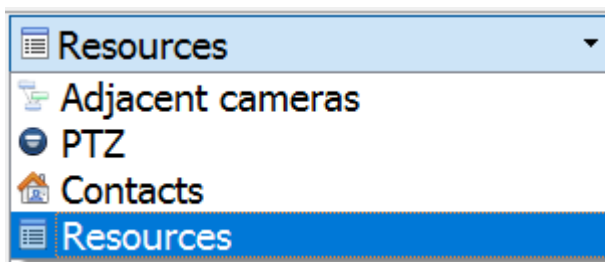 Resources
Adjacent cameras
PTZ
Contacts
Resources